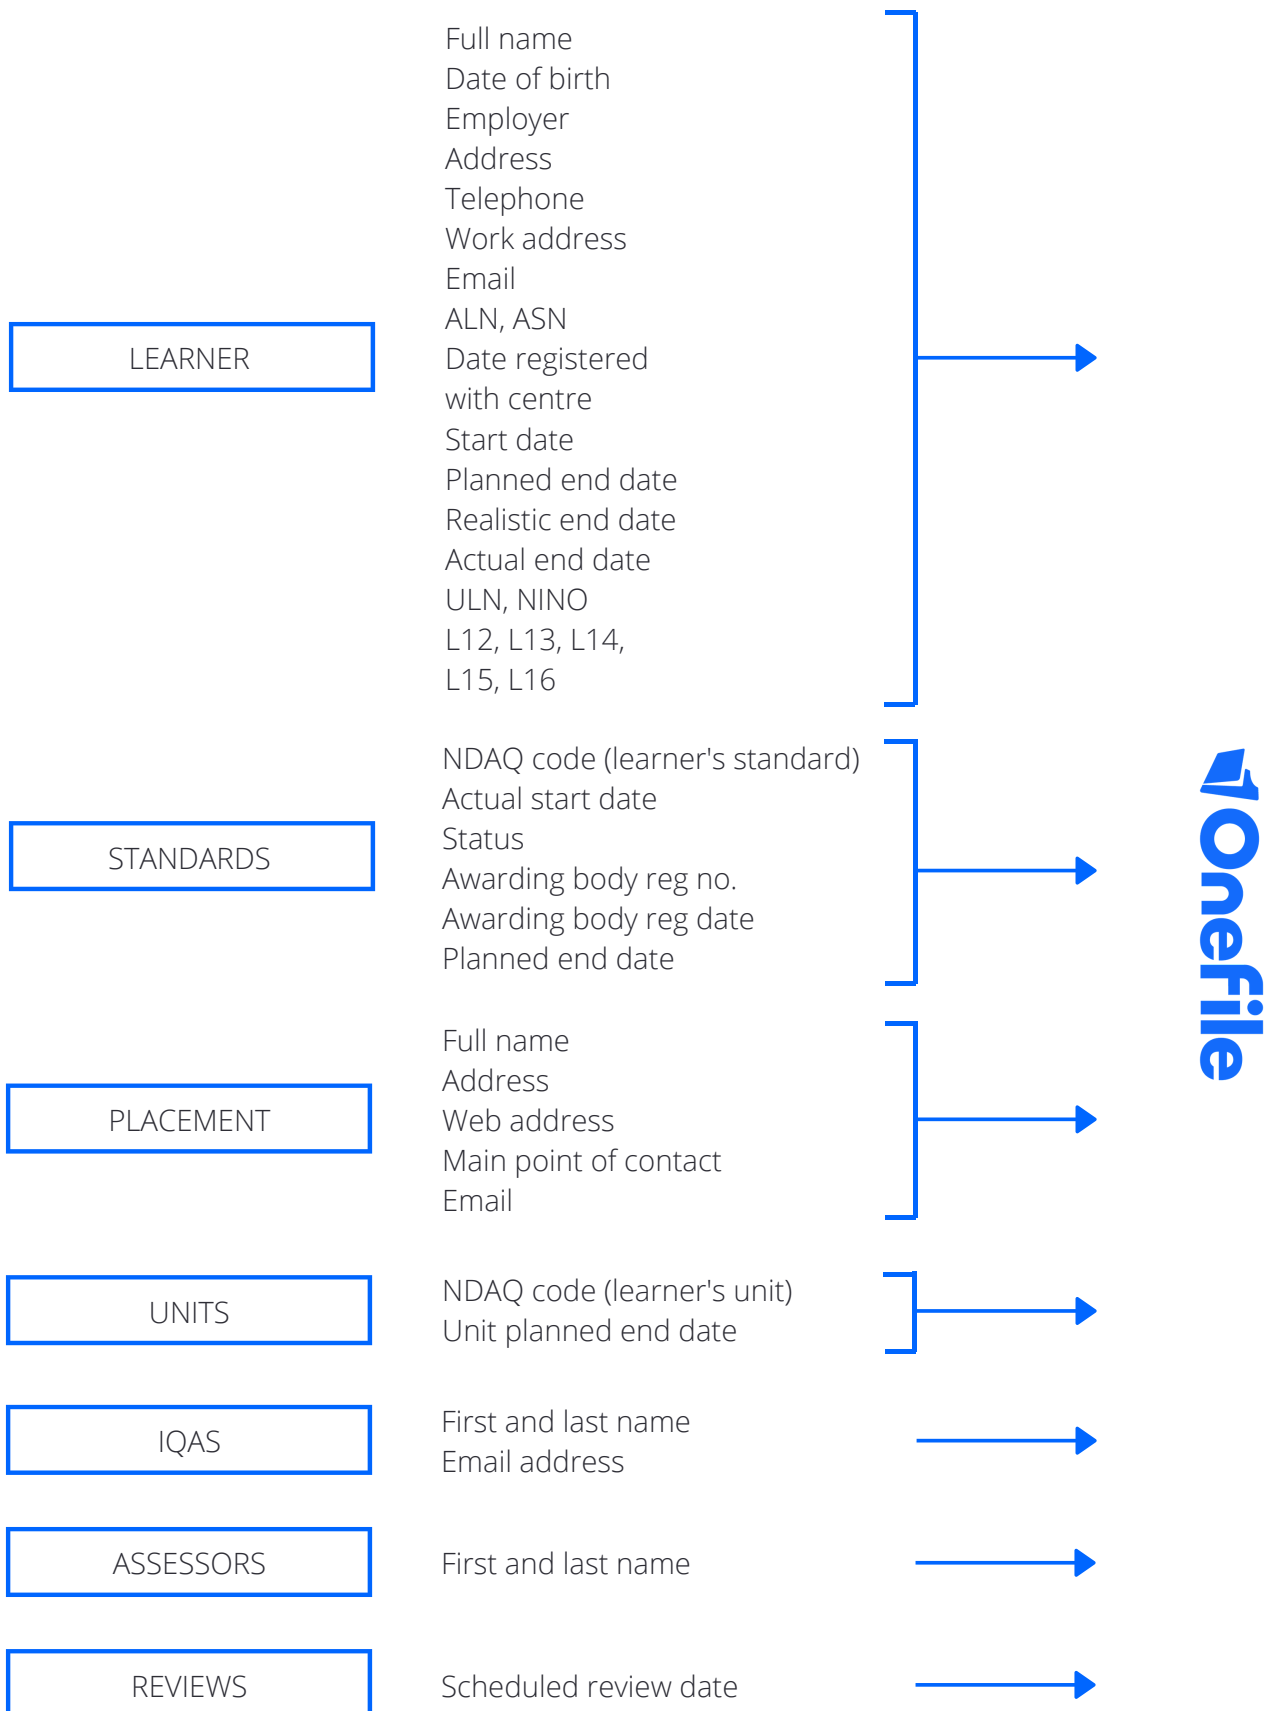 LEARNER
Full name
Date of birth
Employer
Address
Telephone
Work address
Email
ALN, ASN
Date registered
with centre
Start date
Planned end date
Realistic end date
Actual end date
ULN, NINO
L12, L13, L14,
L15, L16
STANDARDS
NDAQ code (learner's standard)
Actual start date
Status
Awarding body reg no.
Awarding body reg date
Planned end date
PLACEMENT
Full name
Address
Web address
Main point of contact
Email
UNITS
NDAQ code (learner's unit)
Unit planned end date
IQAS
First and last name
Email address
ASSESSORS
First and last name
REVIEWS
Scheduled review date
Onefile